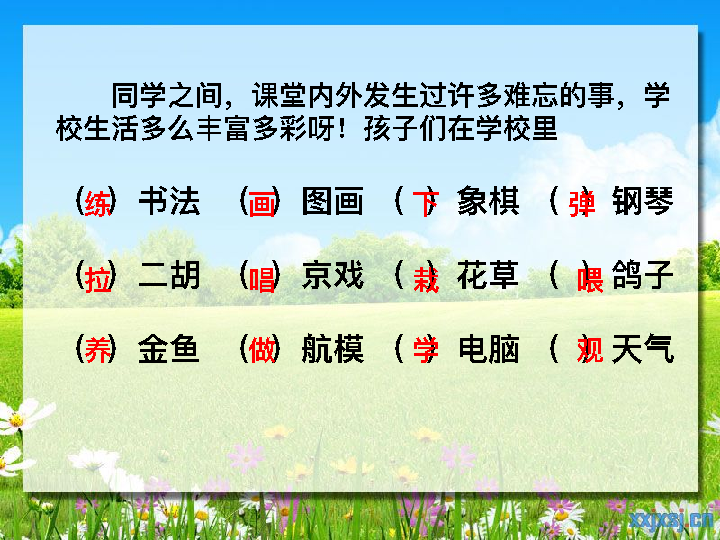 同学之间，课堂内外发生过许多难忘的事，学
校生活多么丰富多彩呀！孩子们在学校里
（练）书法 （画）图画 （下）象棋 （弹）钢琴
（拉）二胡 （唱）京戏 （栽）花草 （喂）鸽子
（养）金鱼 （做）航模 （学）电脑 （观）天气
xxjxsj.cn